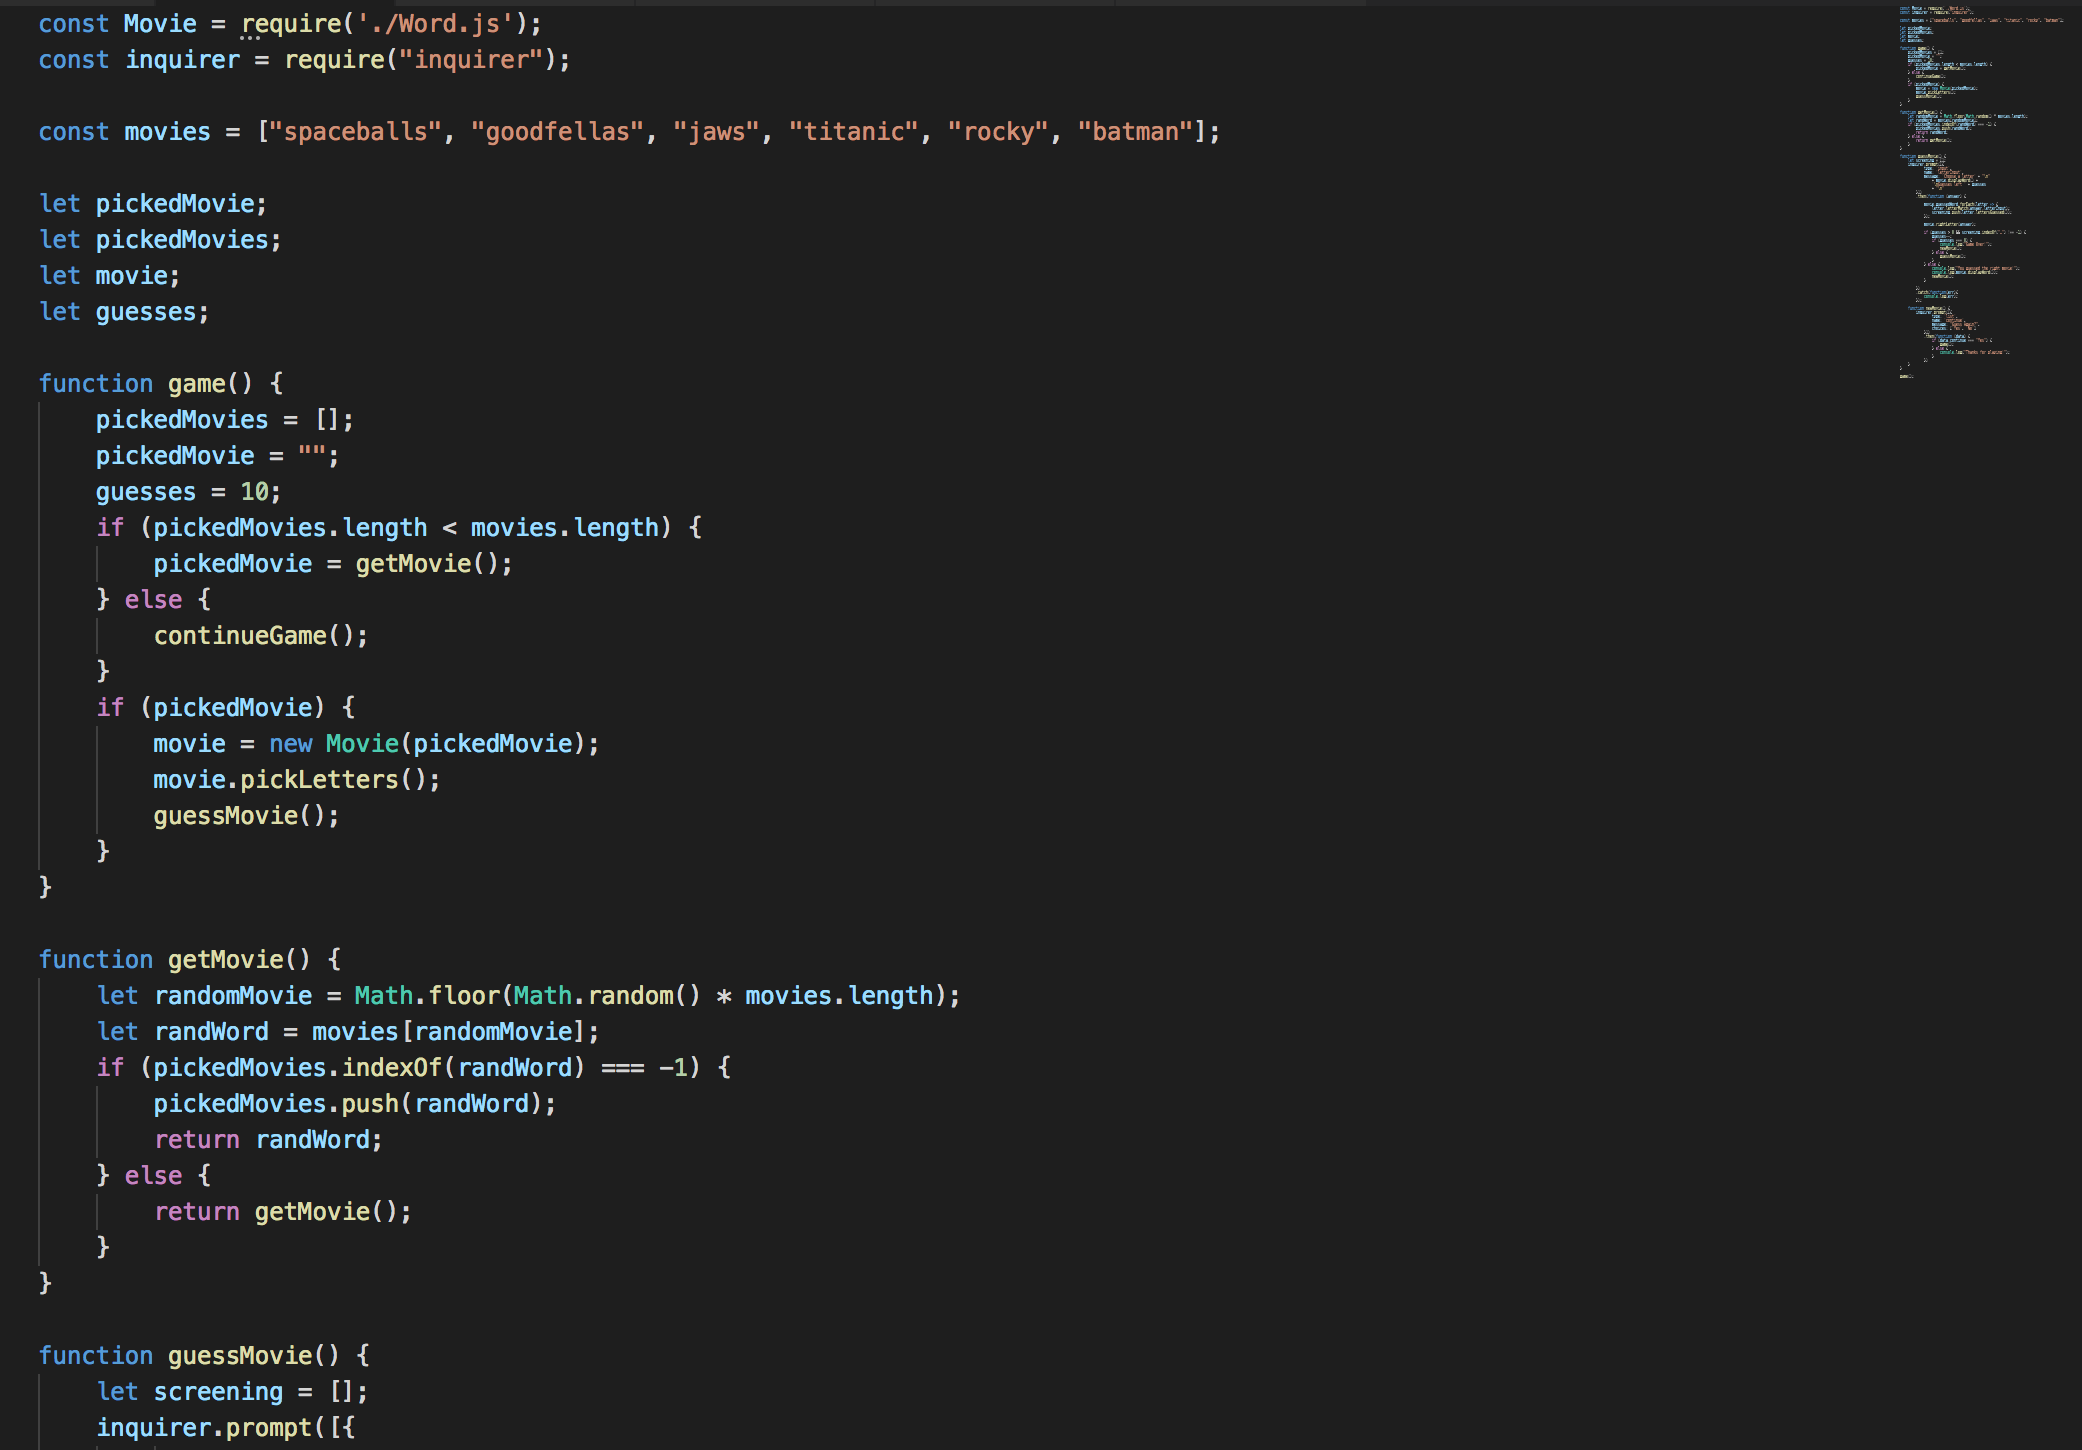 const Movie = require('./Word.js');
const inquirer = require("inquirer");
const movies = ["spaceballs", "goodfellas", "jaws", "titanic", "rocky", "batman"];
let pickedMovie;
let pickedMovies;
let movie;
let guesses;
function game() {
pickedMovies = [];
pickedMovie = "";
guesses = 10;
if (pickedMovies.length < movies.length) {
pickedMovie = getMovie();
} else {
continueGame();
}
if (pickedMovie) {
movie = new Movie(pickedMovie);
movie.pickLetters();
guessMovie();
}
}
function getMovie() {
let randomMovie = Math.floor(Math.random() * movies.length);
let randWord = movies[randomMovie];
if (pickedMovies.indexOf(randWord) === -1) {
pickedMovies.push(randWord);
return randWord;
} else {
return getMovie();
}
}
function guessMovie() {
let screening = [];
inquirer.prompt([{